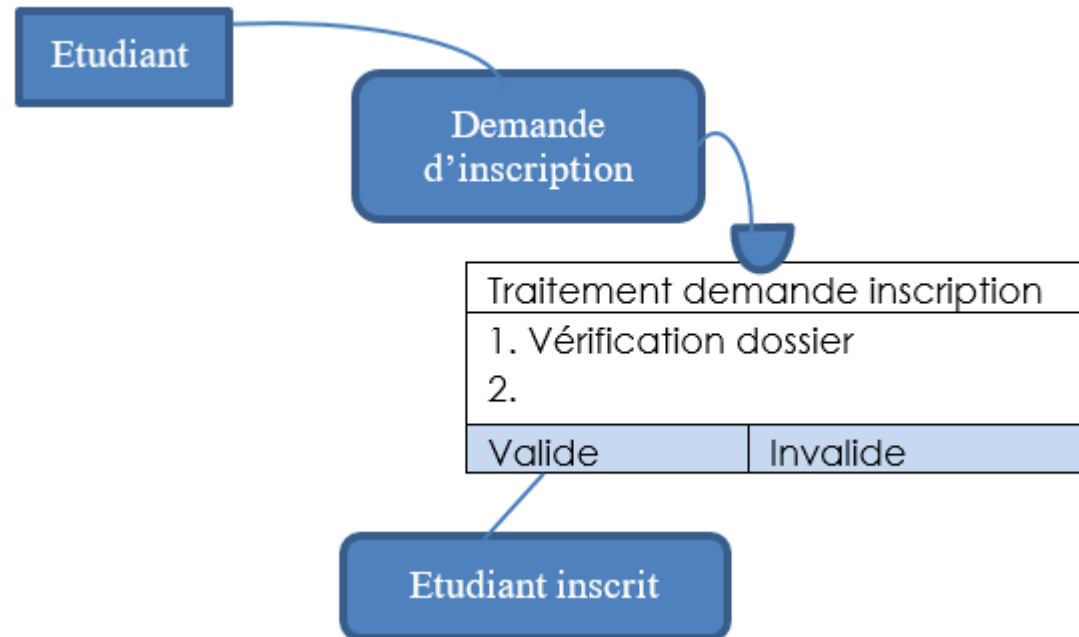 Etudiant
Demande
d’inscription
Traitement demande inscription
1. Vérification dossier
2.
Valide
Invalide
Etudiant inscrit